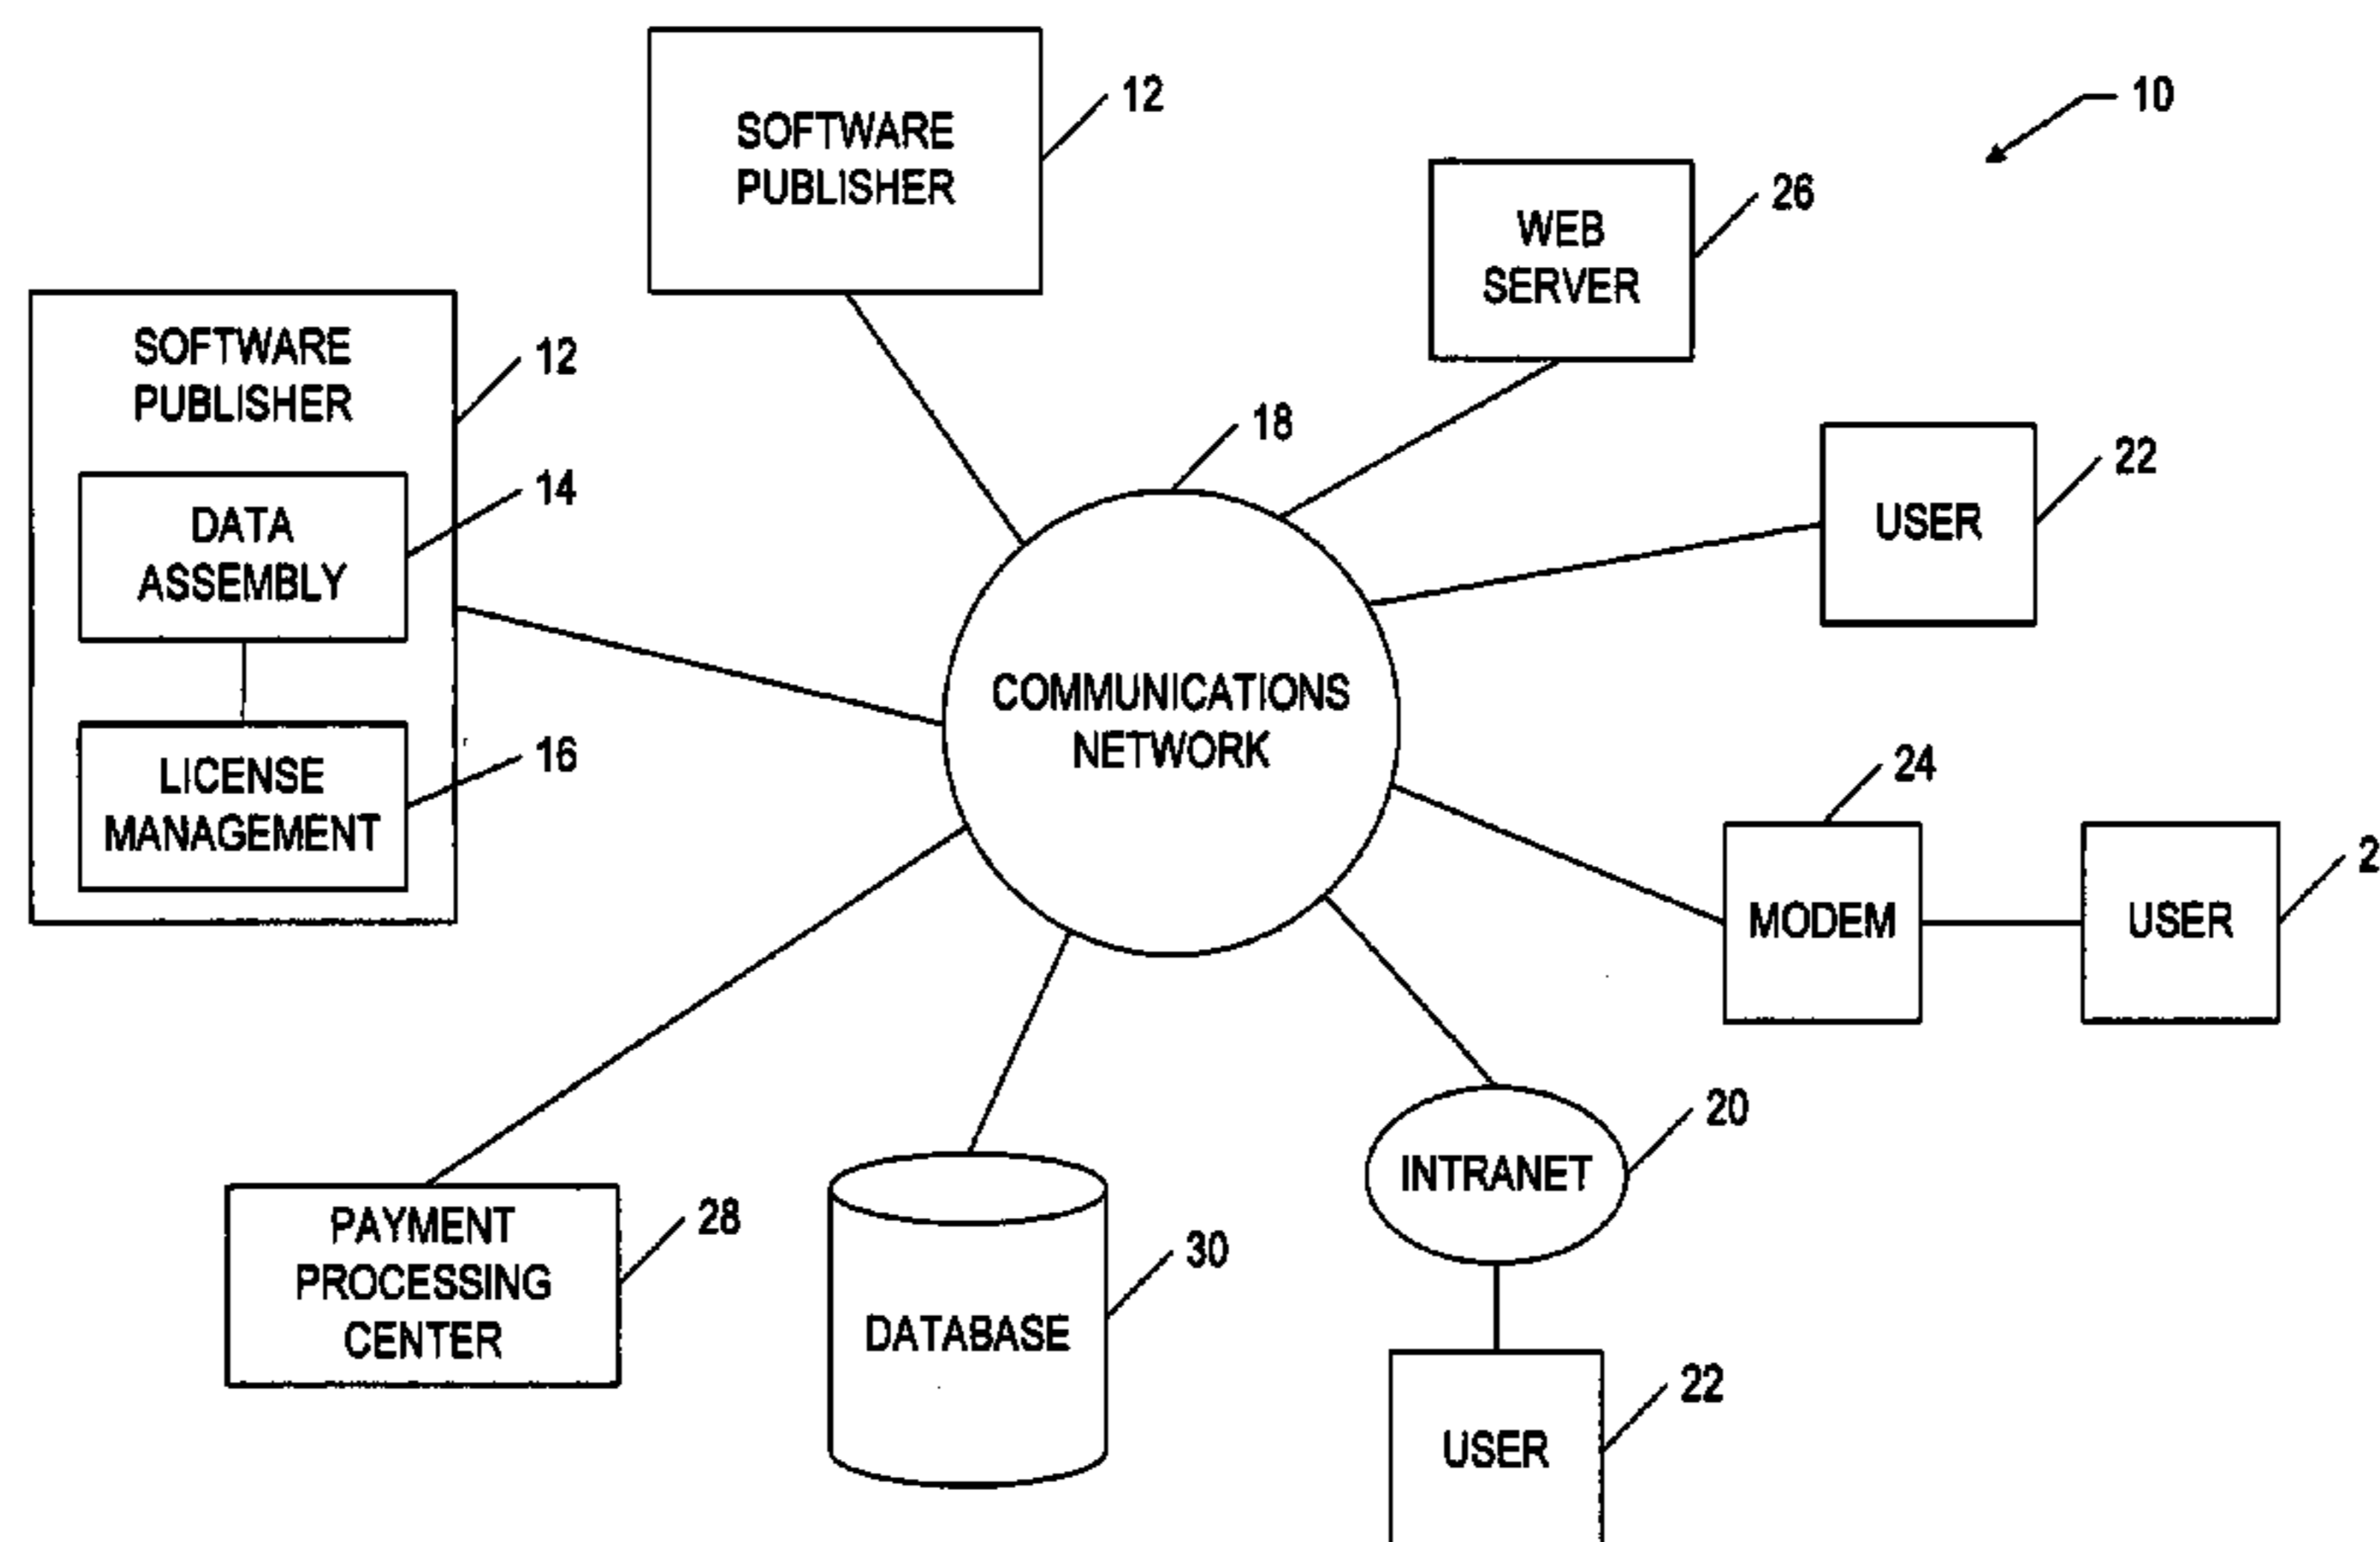 SOFTWARE
PUBLISHER
12
10
WEB
SERVER
26
SOFTWARE
PUBLISHER
12
DATA
ASSEMBLY
14
LICENSE
MANAGEMENT
16
18
COMMUNICATIONS
NETWORK
USER
22
24
MODEM
USER
2
INTRANET
20
USER
22
PAYMENT
PROCESSING
CENTER
28
DATABASE
30